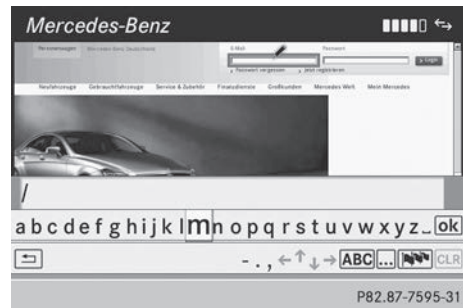 Mercedes-Benz
Personenwagen Mercedes-Benz Deutschland
E-Mail Passwort
Passwort vergessen Jetzt registrieren Login
Neufahrzeuge Gebrauchtfahrzeuge Service & Zubehör Finanzdienste Großkunden Mercedes Welt Mein Mercedes
/
a b c d e f g h i j k l m n o p q r s t u v w x y z _ ok
- . , ←↑↓→ ABC ... CLR
P82.87-7595-31